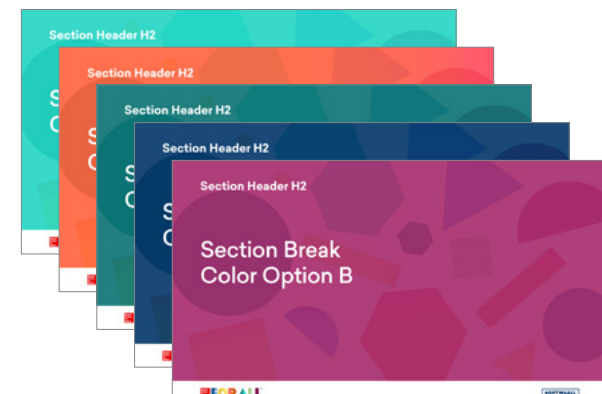 Section Header H2
Section Header H2
Section Header H2
Section Header H2
Section Header H2
S
C
S
C
S
C
S
C
Section Break
Color Option B
FORALL